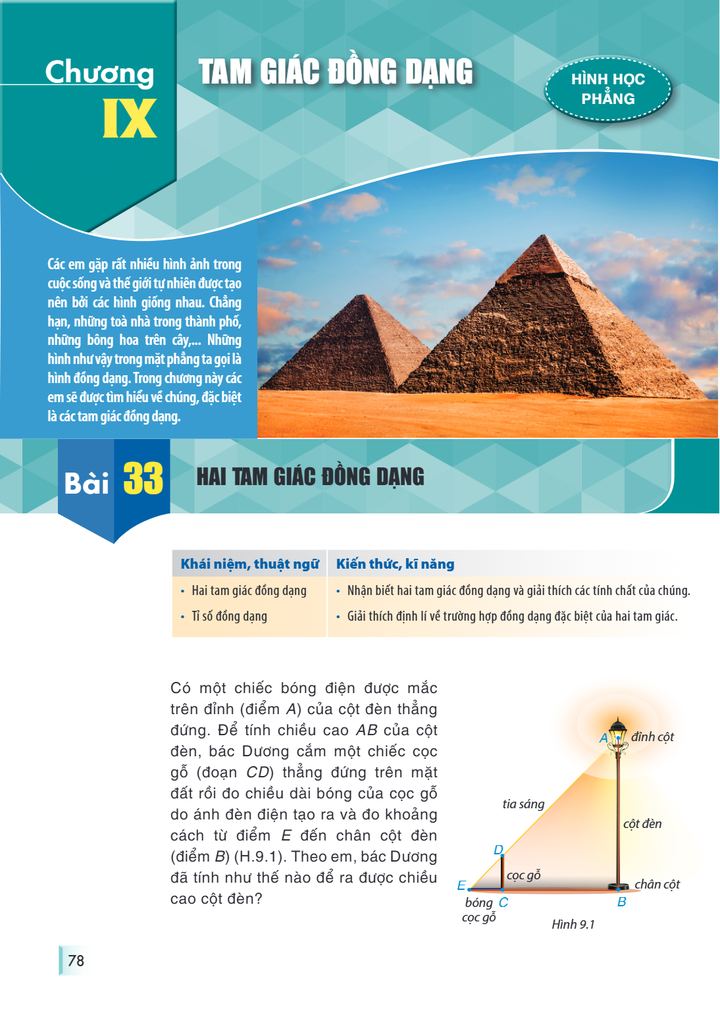 Chương
IX
TAM GIÁC ĐỒNG DẠNG
HÌNH HỌC
PHẲNG
Các em gặp rất nhiều hình ảnh trong
cuộc sống và thế giới tự nhiên được tạo
nên bởi các hình giống nhau. Chẳng
hạn, những toà nhà trong thành phố,
những bông hoa trên cây,... Những
hình như vậy trong mặt phẳng ta gọi là
hình đồng dạng. Trong chương này các
em sẽ được tìm hiểu về chúng, đặc biệt
là các tam giác đồng dạng.
Bài 33
HAI TAM GIÁC ĐỒNG DẠNG
Khái niệm, thuật ngữ
• Hai tam giác đồng dạng
• Tỉ số đồng dạng
Kiến thức, kĩ năng
• Nhận biết hai tam giác đồng dạng và giải thích các tính chất của chúng.
• Giải thích định lí về trường hợp đồng dạng đặc biệt của hai tam giác.
Có một chiếc bóng điện được mắc
trên đỉnh (điểm A) của cột đèn thẳng
đứng. Để tính chiều cao AB của cột
đèn, bác Dương cắm một chiếc cọc
gỗ (đoạn CD) thẳng đứng trên mặt
đất rồi đo chiều dài bóng của cọc gỗ
do ánh đèn điện tạo ra và đo khoảng
cách từ điểm E đến chân cột đèn
(điểm B) (H.9.1). Theo em, bác Dương
đã tính như thế nào để ra được chiều
cao cột đèn?
A
đỉnh cột
tia sáng
cột đèn
D
cọc gỗ
E
chân cột
bóng
cọc gỗ
C
B
Hình 9.1
78